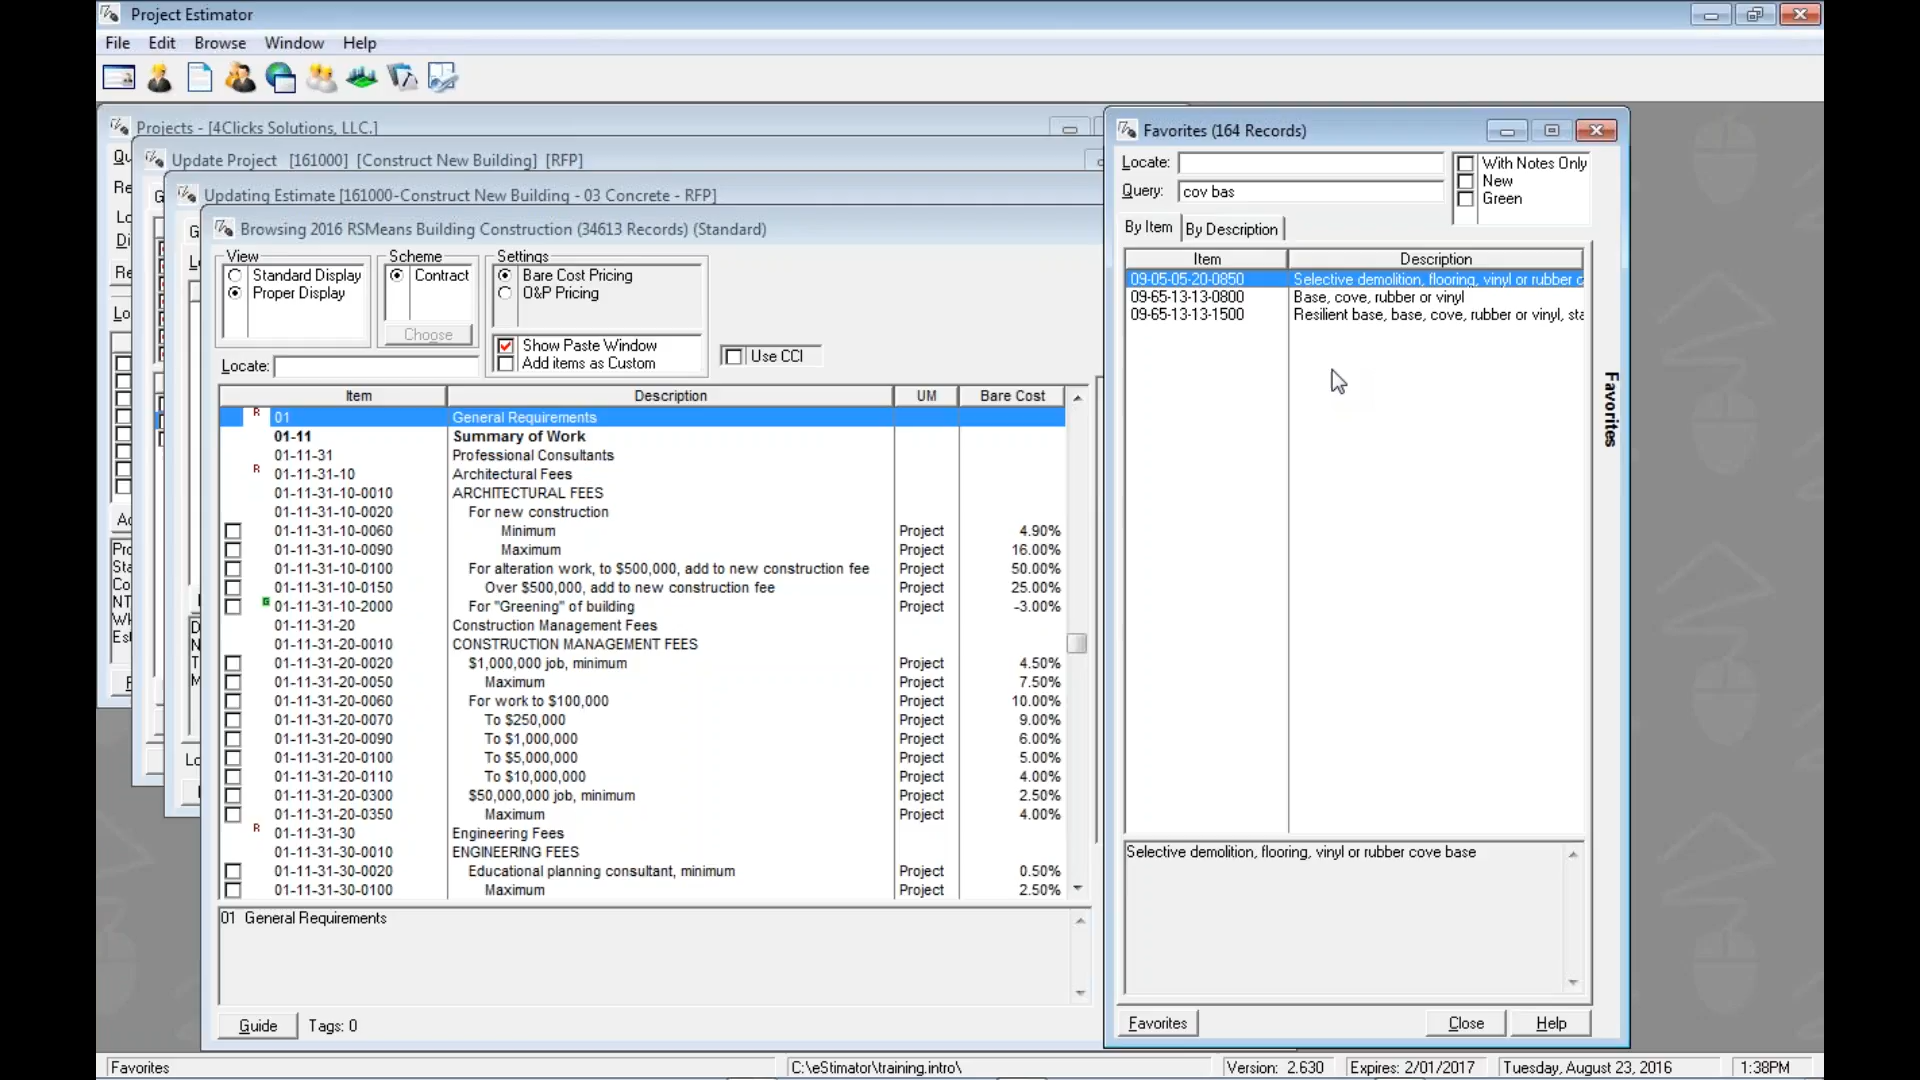 Project Estimator
File Edit Browse Window Help
Projects - [4Clicks Solutions, LLC.]
Update Project [161000] [Construct New Building] [RFP]
Updating Estimate [161000-Construct New Building - 03 Concrete - RFP]
Browsing 2016 RSMeans Building Construction (34613 Records) (Standard)
View
Standard Display
Proper Display
Scheme
Contract
Choose
Settings
Bare Cost Pricing
O&P Pricing
Show Paste Window
Add items as Custom
Use CCI
Locate:
Item Description UM Bare Cost
R 01 General Requirements
01-11 Summary of Work
01-11-31 Professional Consultants
R 01-11-31-10 Architectural Fees
01-11-31-10-0010 ARCHITECTURAL FEES
01-11-31-10-0020 For new construction
01-11-31-10-0060 Minimum Project 4.90%
01-11-31-10-0090 Maximum Project 16.00%
01-11-31-10-0100 For alteration work, to $500,000, add to new construction fee Project 50.00%
01-11-31-10-0150 Over $500,000, add to new construction fee Project 25.00%
G 01-11-31-10-2000 For "Greening" of building Project -3.00%
01-11-31-20 Construction Management Fees
01-11-31-20-0010 CONSTRUCTION MANAGEMENT FEES
01-11-31-20-0020 $1,000,000 job, minimum Project 4.50%
01-11-31-20-0050 Maximum Project 7.50%
01-11-31-20-0060 For work to $100,000 Project 10.00%
01-11-31-20-0070 To $250,000 Project 9.00%
01-11-31-20-0090 To $1,000,000 Project 6.00%
01-11-31-20-0100 To $5,000,000 Project 5.00%
01-11-31-20-0110 To $10,000,000 Project 4.00%
01-11-31-20-0300 $50,000,000 job, minimum Project 2.50%
01-11-31-20-0350 Maximum Project 4.00%
R 01-11-31-30 Engineering Fees
01-11-31-30-0010 ENGINEERING FEES
01-11-31-30-0020 Educational planning consultant, minimum Project 0.50%
01-11-31-30-0100 Maximum Project 2.50%
01 General Requirements
Guide Tags: 0
Favorites (164 Records)
Locate:
Query: cov bas
With Notes Only
New
Green
By Item By Description
Item Description
09-05-05-20-0850 Selective demolition, flooring, vinyl or rubber c
09-65-13-13-0800 Base, cove, rubber or vinyl
09-65-13-13-1500 Resilient base, base, cove, rubber or vinyl, sta
Favorites
Selective demolition, flooring, vinyl or rubber cove base
Favorites Close Help
Favorites C:\eStimator\training.intro\ Version: 2.630 Expires: 2/01/2017 Tuesday, August 23, 2016 1:38PM